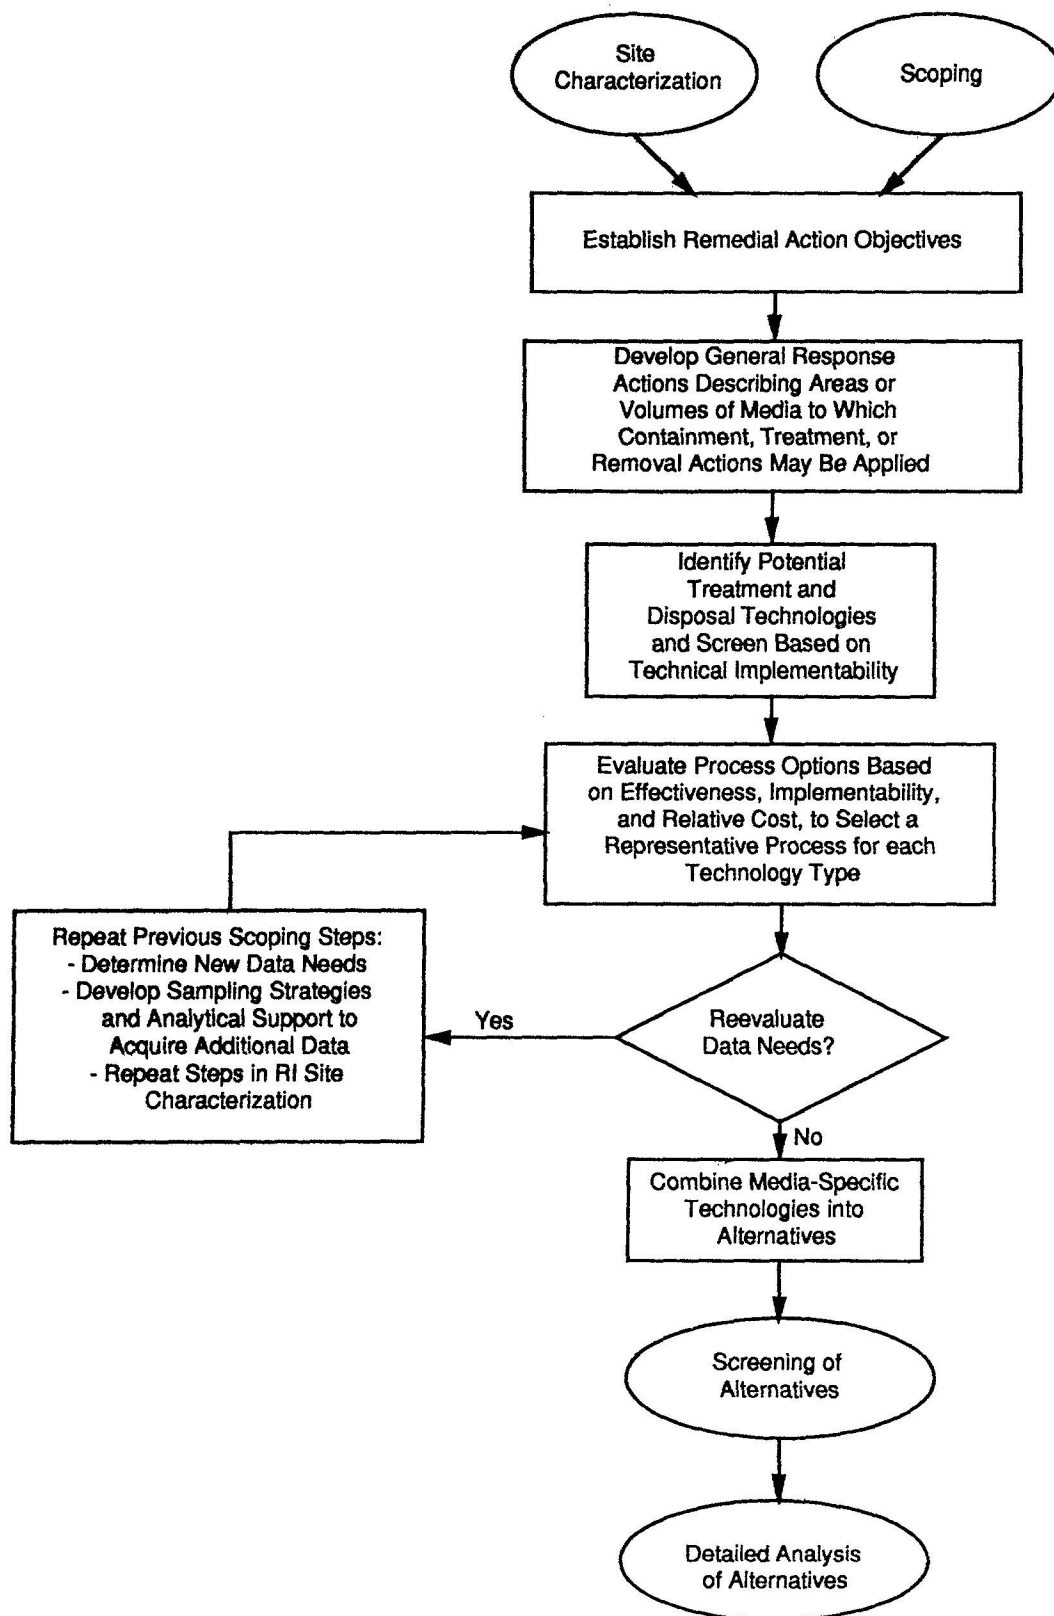 Site
Characterization
Scoping
Establish Remedial Action Objectives
Develop General Response
Actions Describing Areas or
Volumes of Media to Which
Containment, Treatment, or
Removal Actions May Be Applied
Identify Potential
Treatment and
Disposal Technologies
and Screen Based on
Technical Implementability
Evaluate Process Options Based
on Effectiveness, Implementability,
and Relative Cost, to Select a
Representative Process for each
Technology Type
Repeat Previous Scoping Steps:
- Determine New Data Needs
- Develop Sampling Strategies
and Analytical Support to
Acquire Additional Data
- Repeat Steps in RI Site
Characterization
Yes
Reevaluate
Data Needs?
No
Combine Media-Specific
Technologies into
Alternatives
Screening of
Alternatives
Detailed Analysis
of Alternatives